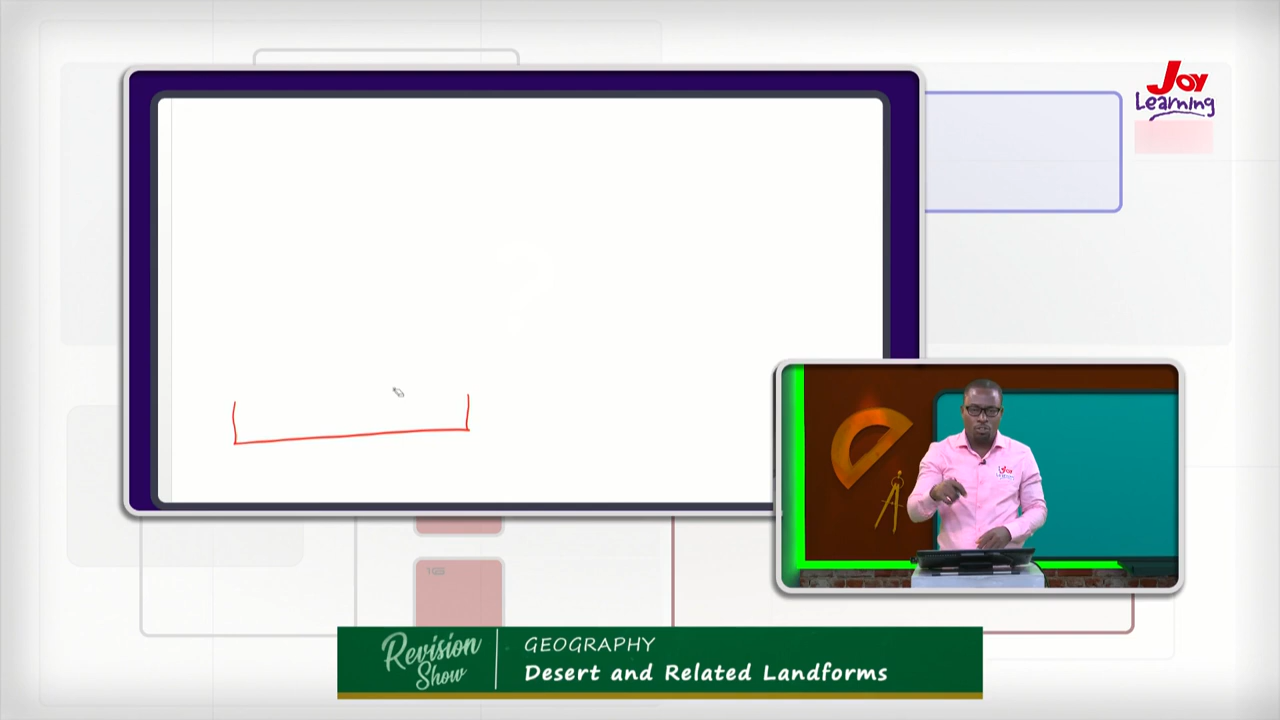 Joy
Learning
Revision
Show
GEOGRAPHY
Desert and Related Landforms